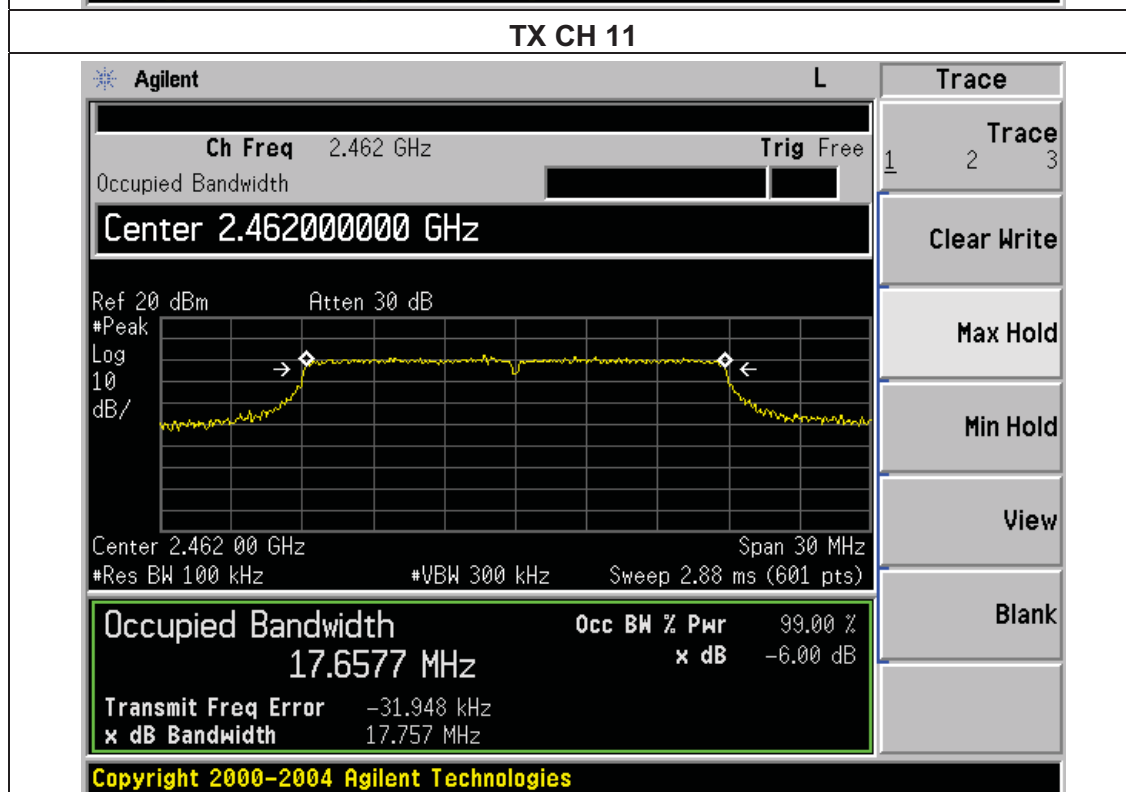 TX CH 11
Agilent L Trace
Ch Freq 2.462 GHz Trig Free
Occupied Bandwidth
Center 2.462000000 GHz
Ref 20 dBm Atten 30 dB
#Peak
Log
10
dB/
Center 2.462 00 GHz Span 30 MHz
#Res BW 100 kHz #VBW 300 kHz Sweep 2.88 ms (601 pts)
Occupied Bandwidth Occ BW % Pwr 99.00 %
17.6577 MHz x dB -6.00 dB
Transmit Freq Error -31.948 kHz
x dB Bandwidth 17.757 MHz
Trace
1 2 3
Clear Write
Max Hold
Min Hold
View
Blank
Copyright 2000-2004 Agilent Technologies